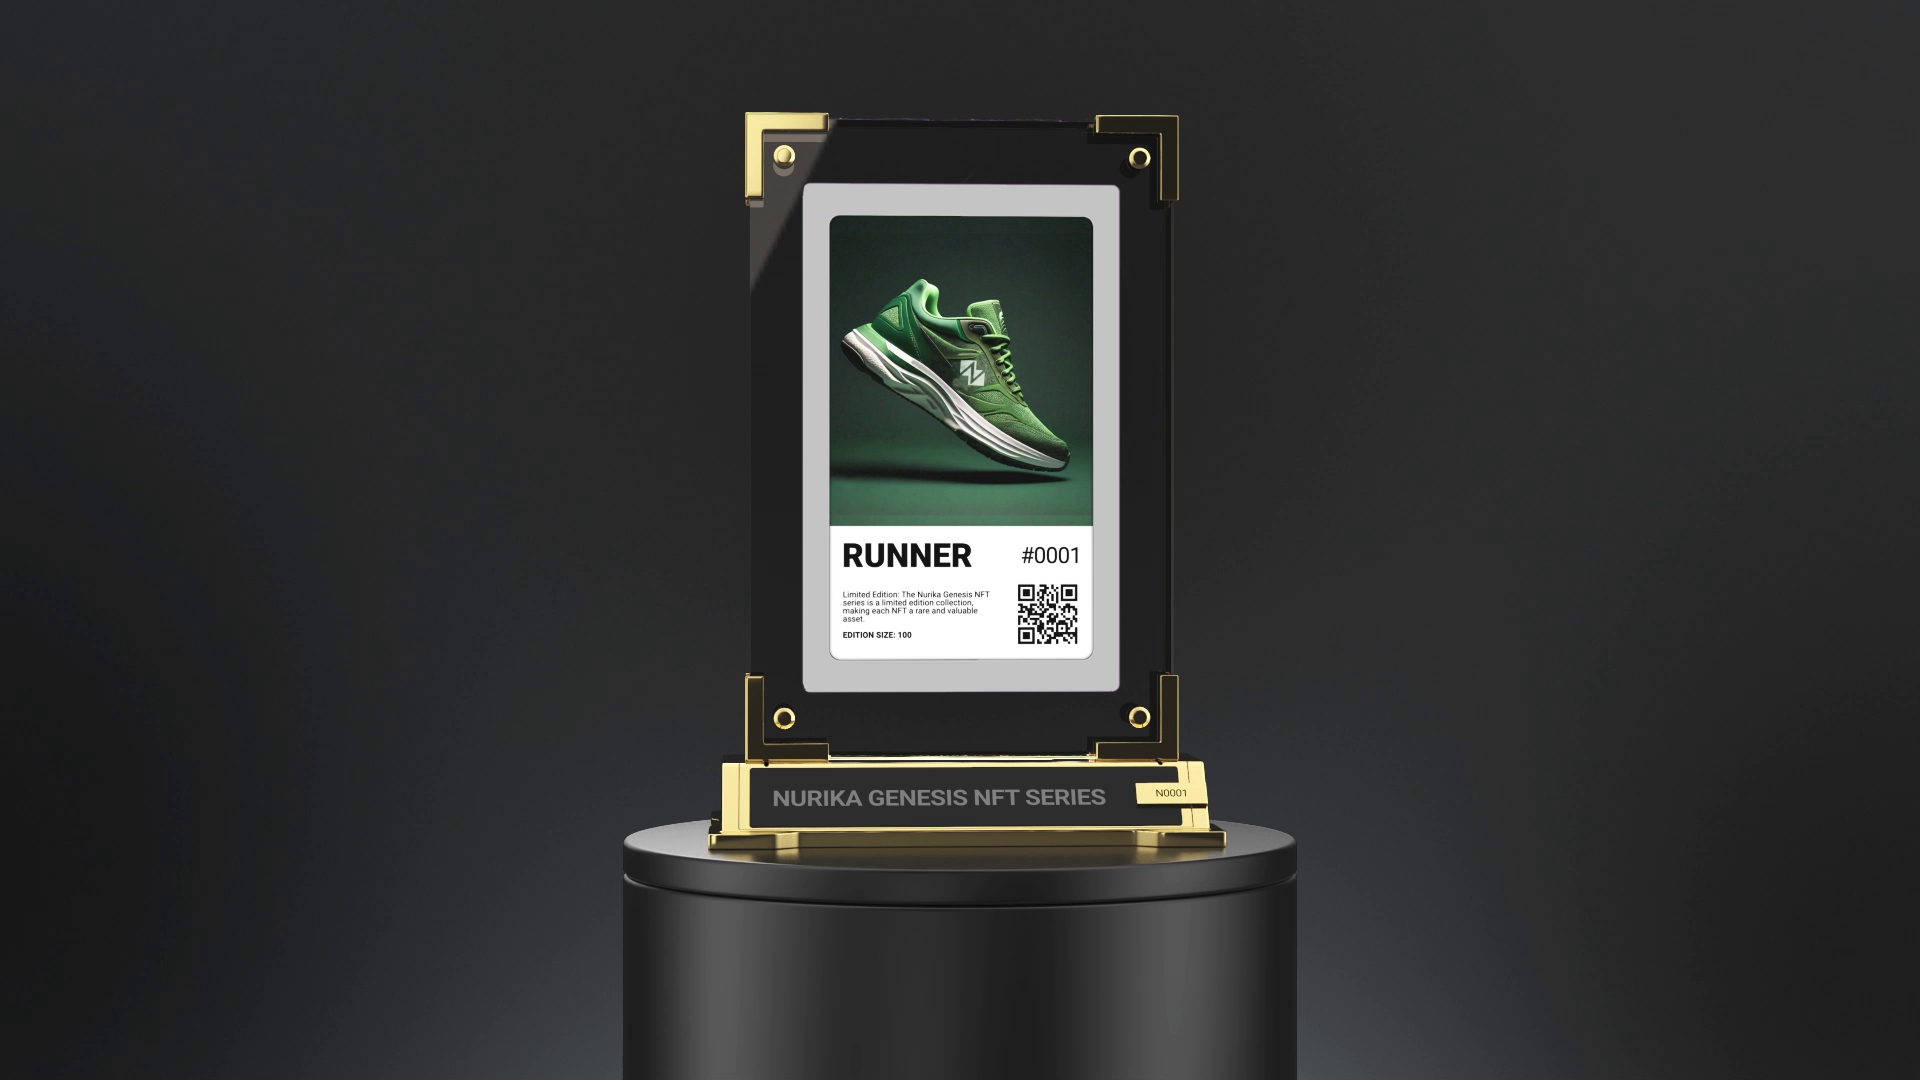 RUNNER
#0001
Limited Edition: The Nurika Genesis NFT
series is a limited edition collection,
making each NFT a rare and valuable
asset.
EDITION SIZE: 100
NURIKA GENESIS NFT SERIES
N0001